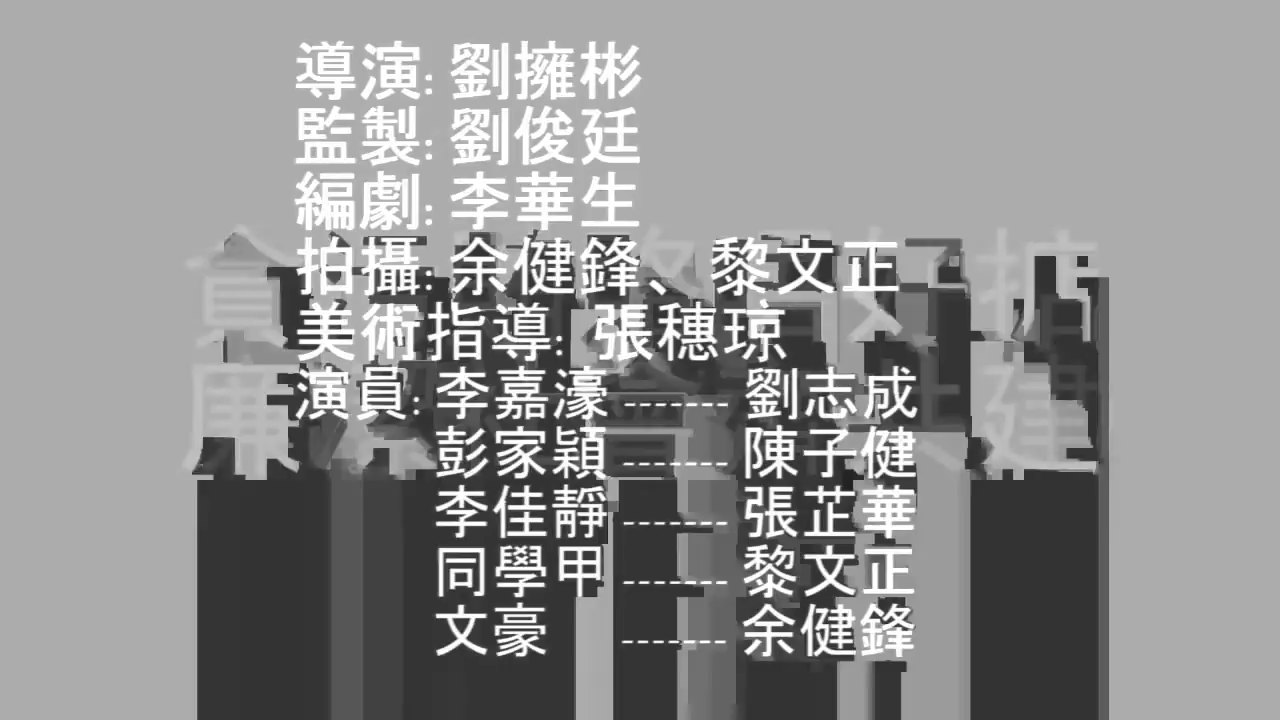 導演: 劉擁彬
監製: 劉俊廷
編劇: 李華生
拍攝: 余健鋒、黎文正
美術指導: 張穗琼
演員: 李嘉濠 ------- 劉志成
彭家穎 ------- 陳子健
李佳靜 ------- 張芷華
同學甲 ------- 黎文正
文豪 ------- 余健鋒